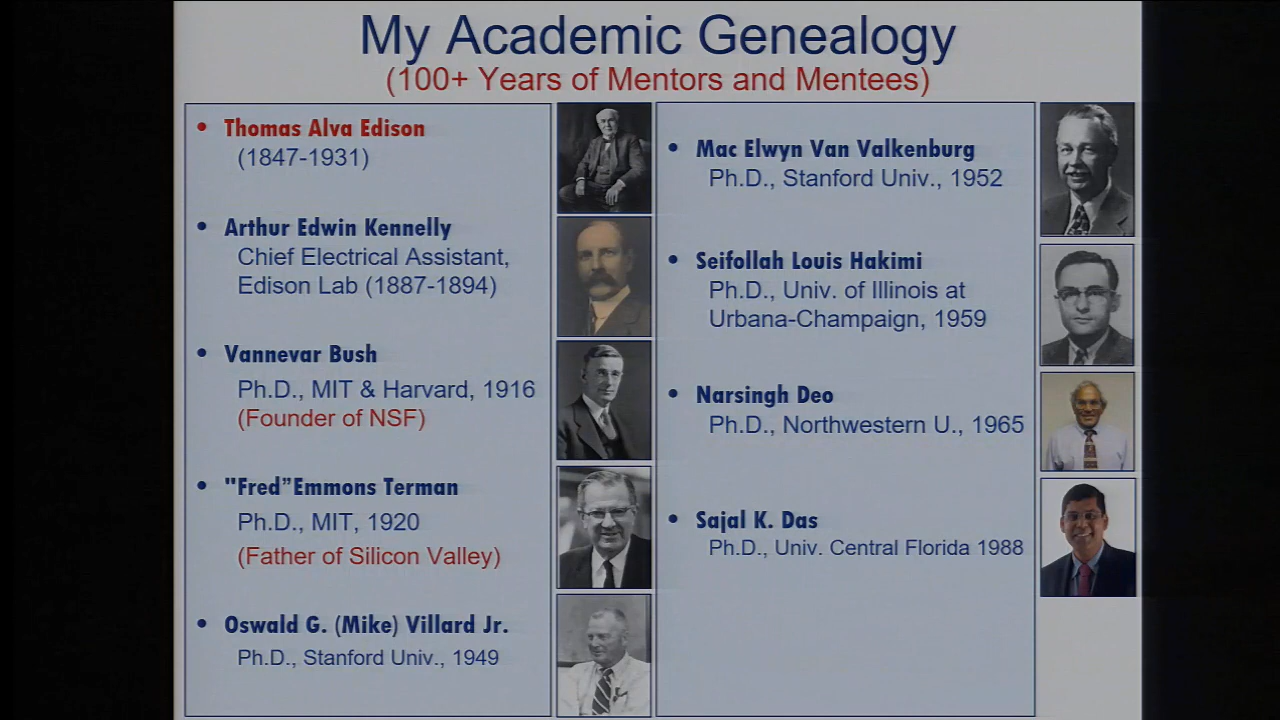 My Academic Genealogy
(100+ Years of Mentors and Mentees)
• Thomas Alva Edison
(1847-1931)
• Arthur Edwin Kennelly
Chief Electrical Assistant,
Edison Lab (1887-1894)
• Vannevar Bush
Ph.D., MIT & Harvard, 1916
(Founder of NSF)
• "Fred”Emmons Terman
Ph.D., MIT, 1920
(Father of Silicon Valley)
• Oswald G. (Mike) Villard Jr.
Ph.D., Stanford Univ., 1949
• Mac Elwyn Van Valkenburg
Ph.D., Stanford Univ., 1952
• Seifollah Louis Hakimi
Ph.D., Univ. of Illinois at
Urbana-Champaign, 1959
• Narsingh Deo
Ph.D., Northwestern U., 1965
• Sajal K. Das
Ph.D., Univ. Central Florida 1988